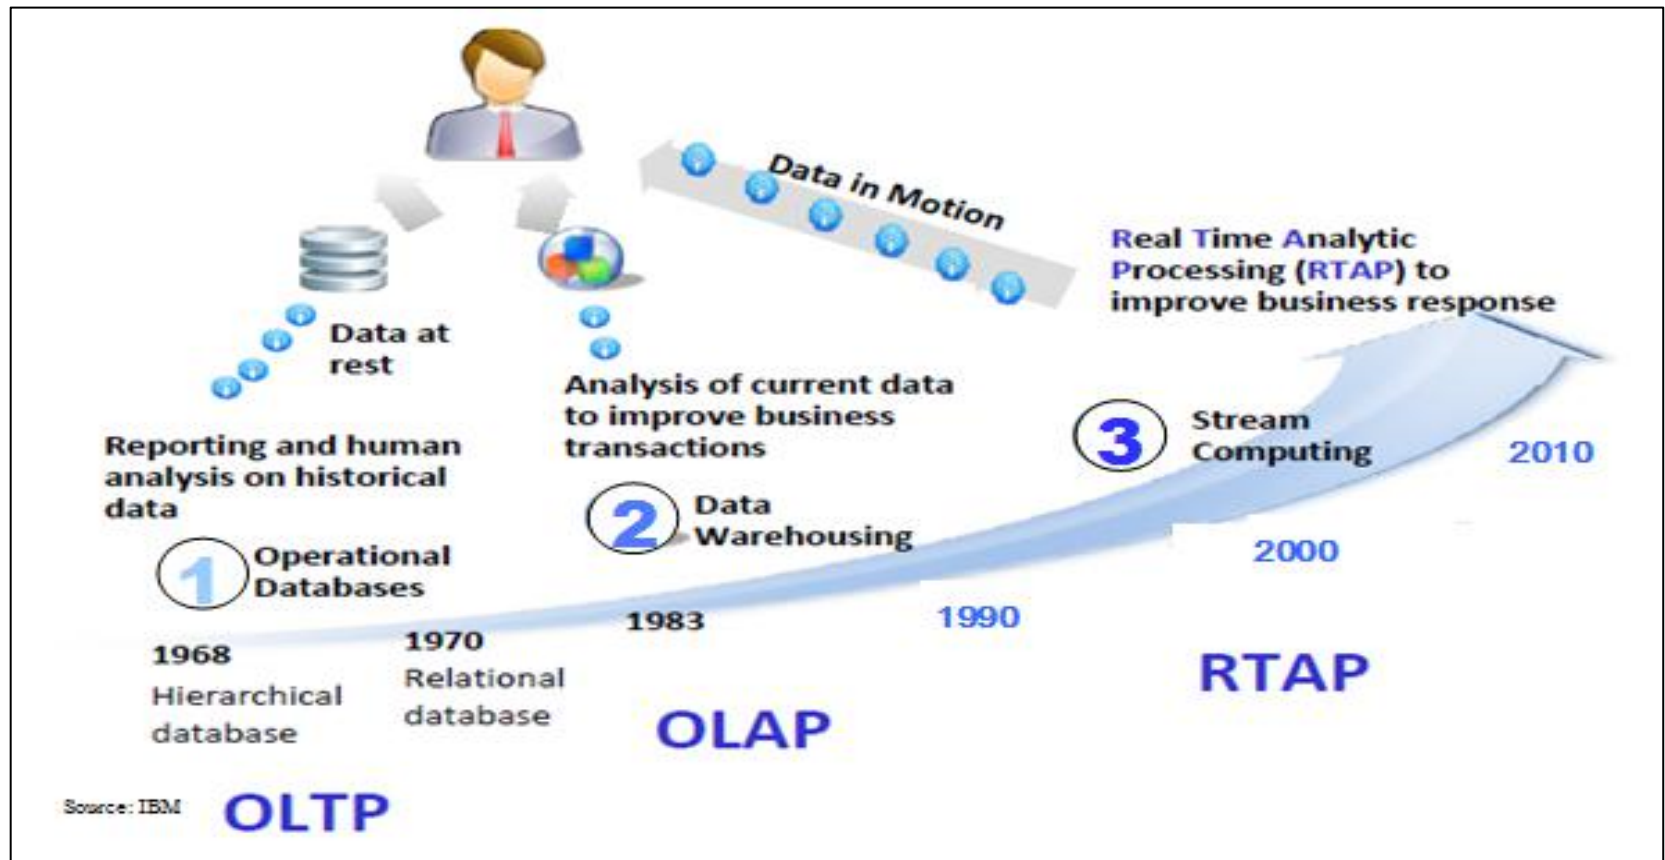 Data in Motion
Real Time Analytic
Processing (RTAP) to
improve business response
Data at
rest
Analysis of current data
to improve business
transactions
Reporting and human
analysis on historical
data
3
Stream
Computing
2010
2
Data
Warehousing
1
Operational
Databases
2000
1990
1983
1970
Relational
database
1968
Hierarchical
database
RTAP
OLAP
Source: IBM
OLTP